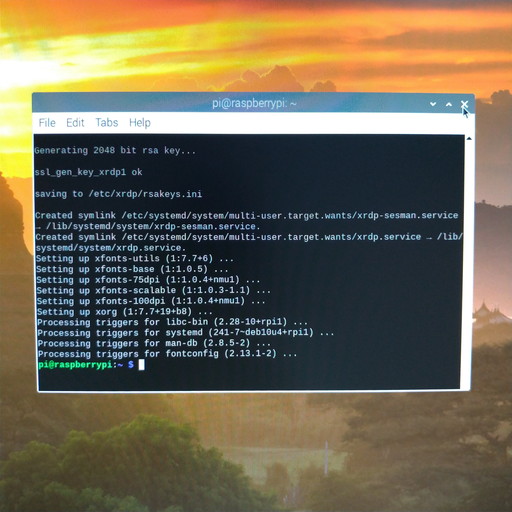 pi@raspberrypi: ~
File Edit Tabs Help
Generating 2048 bit rsa key...
ssl_gen_key_xrdp1 ok
saving to /etc/xrdp/rsakeys.ini
Created symlink /etc/systemd/system/multi-user.target.wants/xrdp-sesman.service
→ /lib/systemd/system/xrdp-sesman.service.
Created symlink /etc/systemd/system/multi-user.target.wants/xrdp.service → /lib/
systemd/system/xrdp.service.
Setting up xfonts-utils (1:7.7+6) ...
Setting up xfonts-base (1:1.0.5) ...
Setting up xfonts-75dpi (1:1.0.4+nmu1) ...
Setting up xfonts-scalable (1:1.0.3-1.1) ...
Setting up xfonts-100dpi (1:1.0.4+nmu1) ...
Setting up xorg (1:7.7+19+b8) ...
Processing triggers for libc-bin (2.28-10+rpi1) ...
Processing triggers for systemd (241-7~deb10u4+rpi1) ...
Processing triggers for man-db (2.8.5-2) ...
Processing triggers for fontconfig (2.13.1-2) ...
pi@raspberrypi:~ $